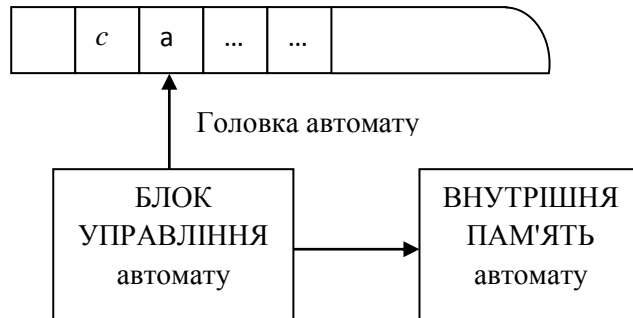 c a ... ...
Головка автомату
БЛОК
УПРАВЛІННЯ
автомату
ВНУТРІШНЯ
ПАМ'ЯТЬ
автомату